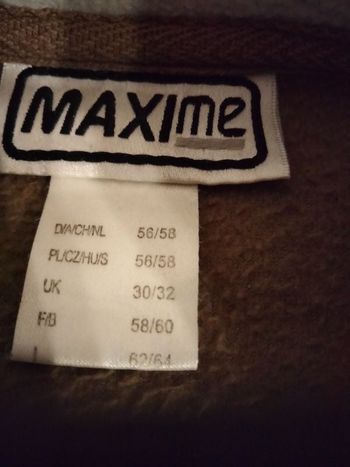 MAXIme
D/A/CH/NL 56/58
PL/CZ/HU/S 56/58
UK 30/32
F/B 58/60
I 62/64